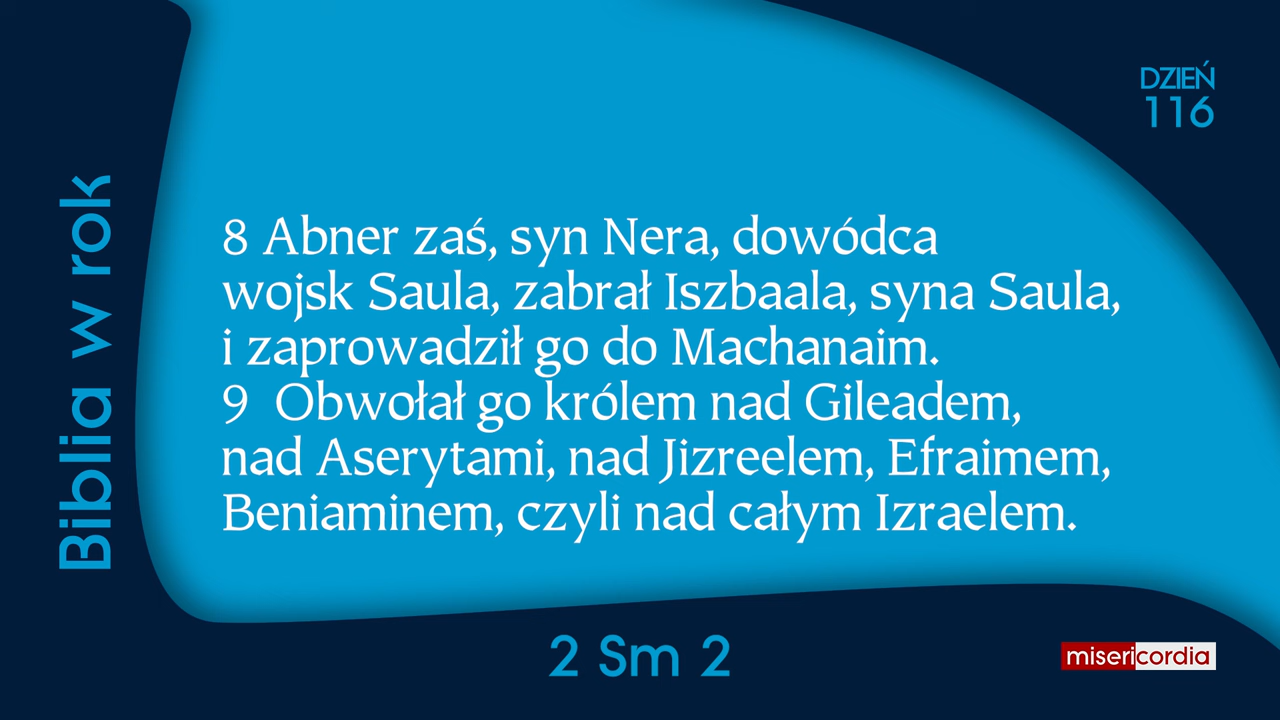 DZIEŃ
116
Biblia w rok
8 Abner zaś, syn Nera, dowódca
wojsk Saula, zabrał Iszbaala, syna Saula,
i zaprowadził go do Machanaim.
9 Obwołał go królem nad Gileadem,
nad Aserytami, nad Jizreelem, Efraimem,
Beniaminem, czyli nad całym Izraelem.
2 Sm 2
misericordia